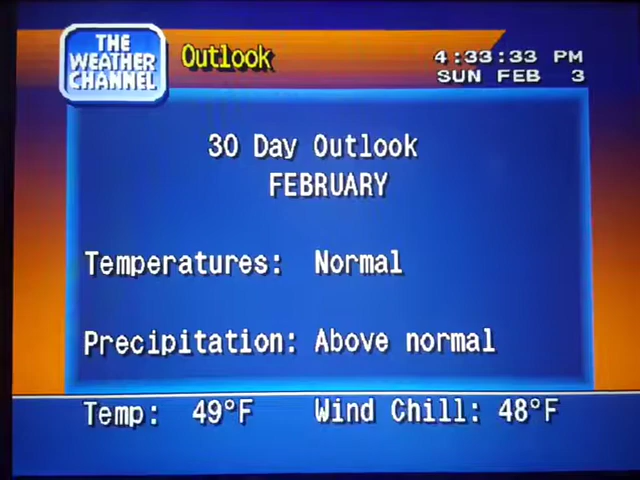 THE
WEATHER
CHANNEL
Outlook
4:33:33 PM
SUN FEB 3
30 Day Outlook
FEBRUARY
Temperatures: Normal
Precipitation: Above normal
Temp: 49°F Wind Chill: 48°F